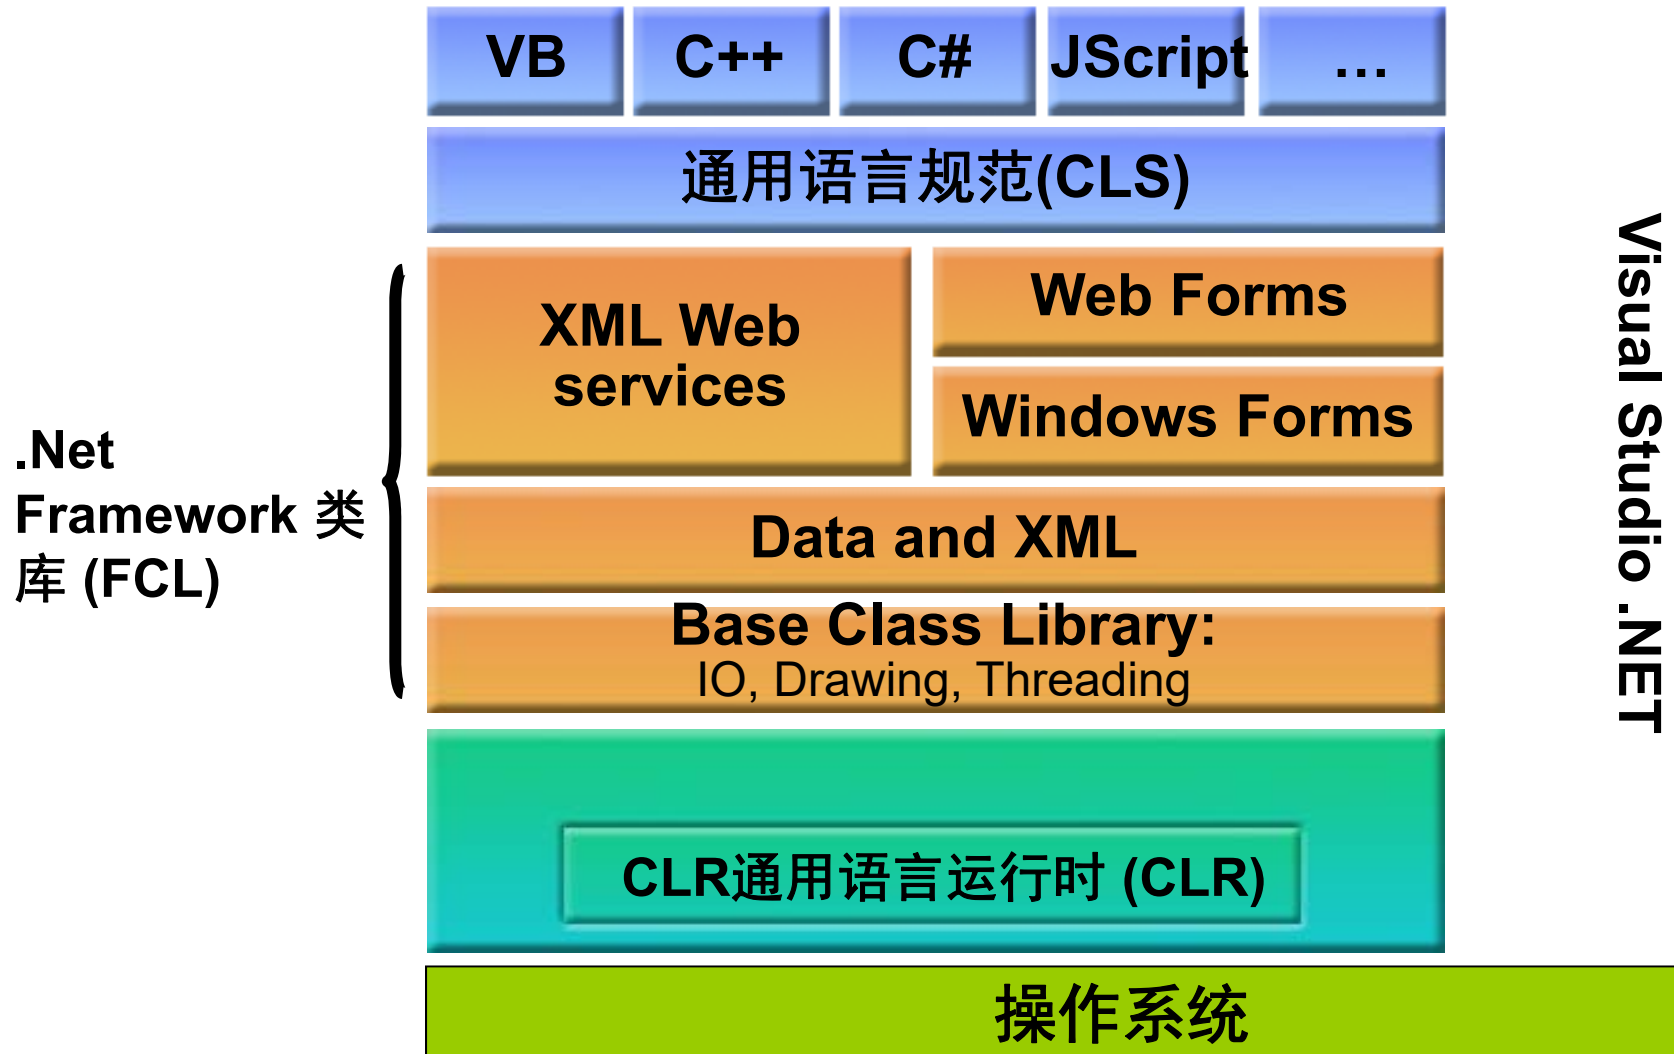 VB
C++
C#
JScript
…
通用语言规范(CLS)
XML Web
services
Web Forms
Windows Forms
.Net
Framework 类
库 (FCL)
Data and XML
Base Class Library:
IO, Drawing, Threading
CLR通用语言运行时 (CLR)
操作系统
Visual Studio .NET